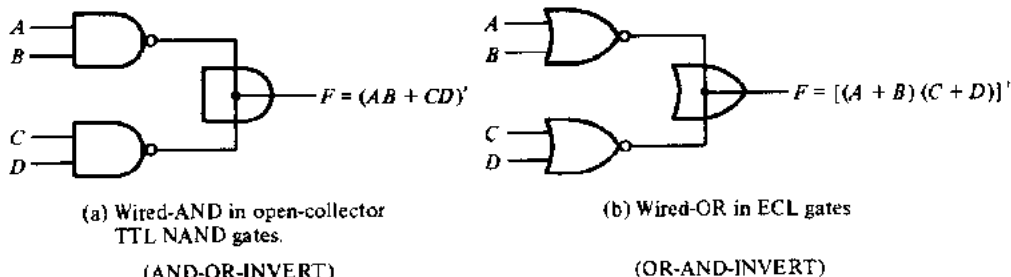 A
B
F = (AB + CD)'
C
D
(a) Wired-AND in open-collector
TTL NAND gates.
(AND-OR-INVERT)
A
B
F = [(A + B) (C + D)]'
C
D
(b) Wired-OR in ECL gates
(OR-AND-INVERT)